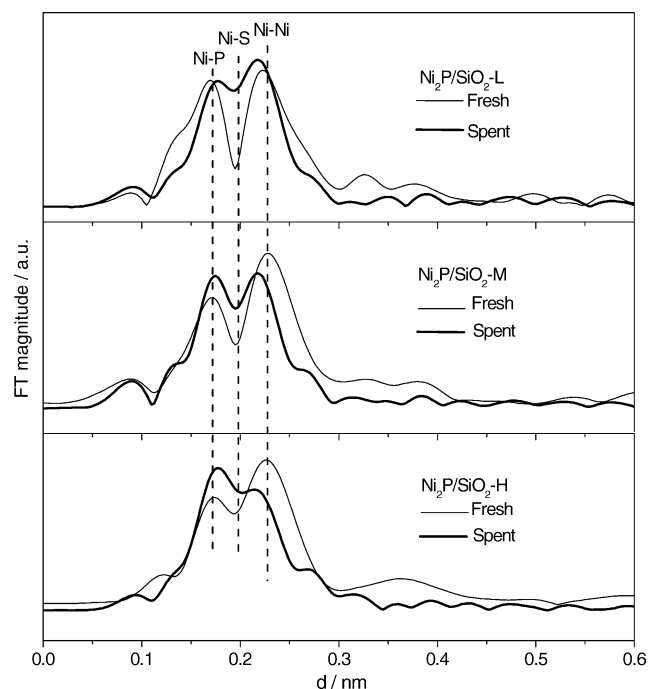 Ni-Ni
Ni-S
Ni-P
Ni₂P/SiO₂-L
Fresh
Spent
Ni₂P/SiO₂-M
Fresh
Spent
Ni₂P/SiO₂-H
Fresh
Spent
FT magnitude / a.u.
0.0 0.1 0.2 0.3 0.4 0.5 0.6
d / nm